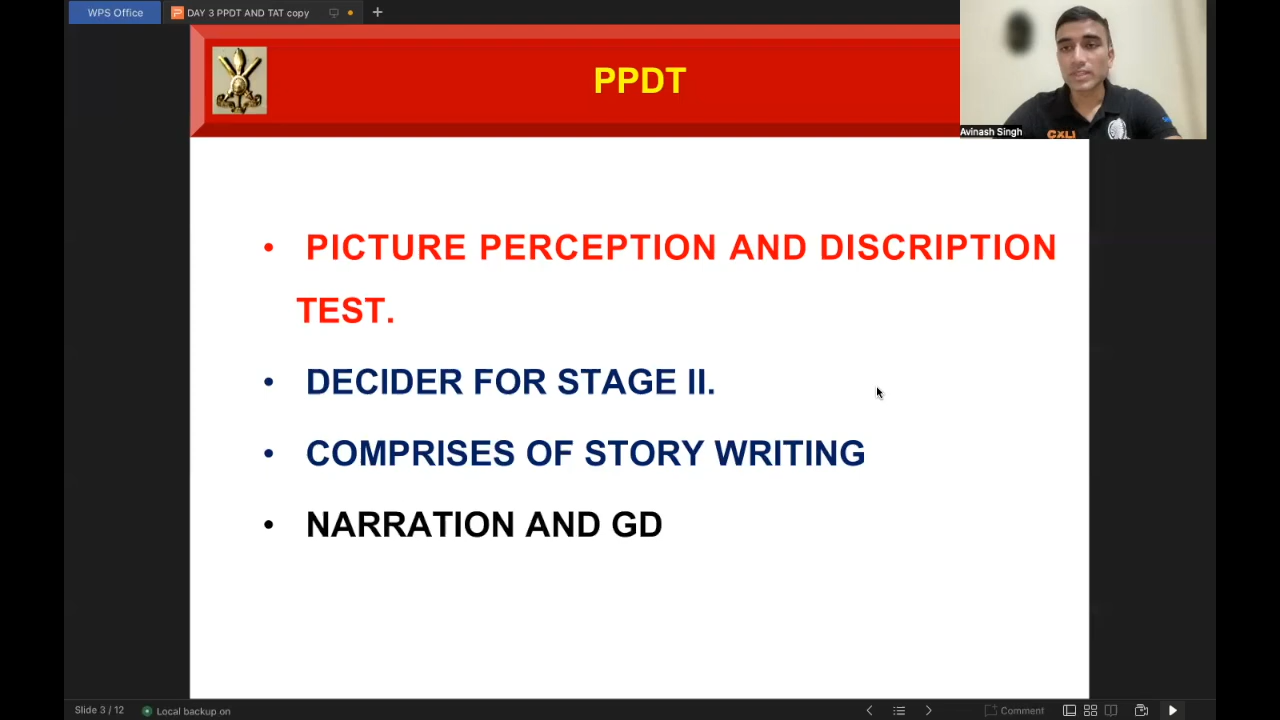 WPS Office
DAY 3 PPDT AND TAT copy
PPDT
CXLI
Avinash Singh
• PICTURE PERCEPTION AND DISCRIPTION
TEST.
• DECIDER FOR STAGE II.
• COMPRISES OF STORY WRITING
• NARRATION AND GD
Slide 3 / 12
Local backup on
Comment